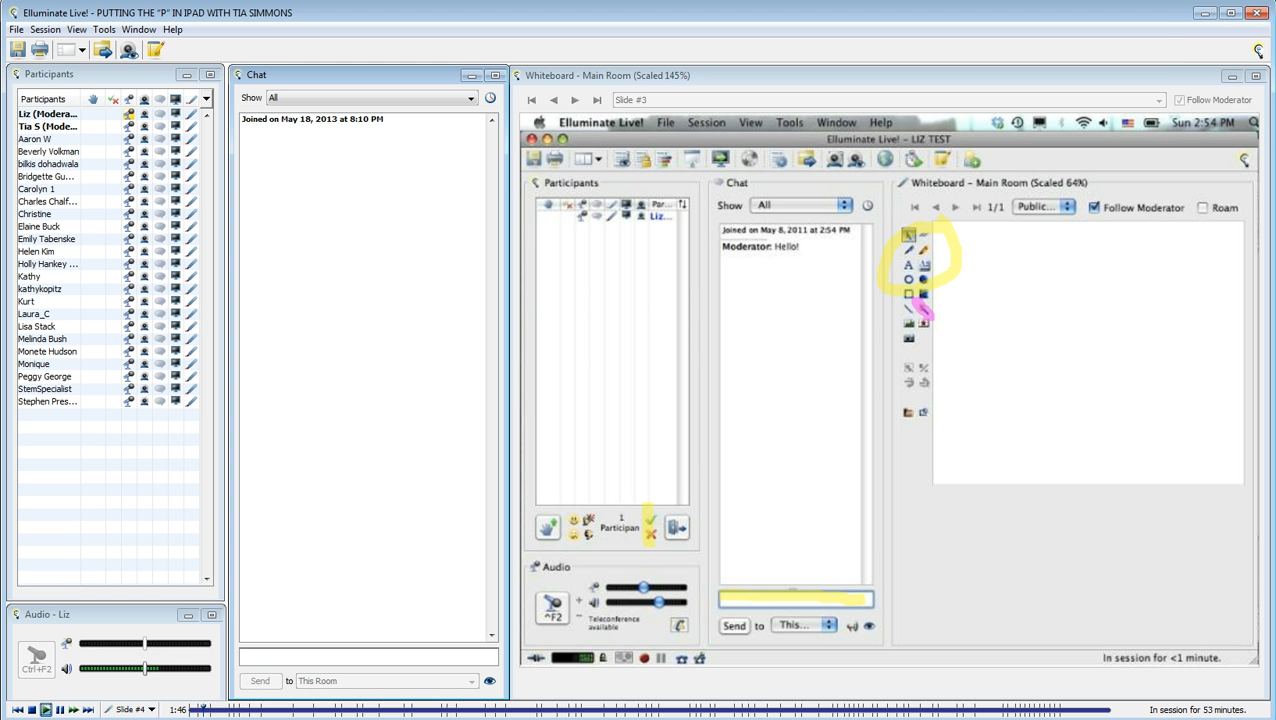 Elluminate Live! - PUTTING THE "P" IN IPAD WITH TIA SIMMONS
File Session View Tools Window Help
Participants
Participants
Liz (Modera...
Tia S (Mode...
Aaron W
Beverly Volkman
bilkis dohadwala
Bridgette Gu...
Carolyn 1
Charles Chalf...
Christine
Elaine Buck
Emily Tabenske
Helen Kim
Holly Hankey ...
Kathy
kathykopitz
Kurt
Laura_C
Lisa Stack
Melinda Bush
Monete Hudson
Monique
Peggy George
StemSpecialist
Stephen Pres...
Audio - Liz
Ctrl+F2
Chat
Show All
Joined on May 18, 2013 at 8:10 PM
Send to This Room
Whiteboard - Main Room (Scaled 145%)
Slide #3 Follow Moderator
Elluminate Live! File Session View Tools Window Help Sun 2:54 PM
Elluminate Live! - LIZ TEST
Participants
Par...
Liz...
1
Participan
Audio
^F2
Teleconference
available
Chat
Show All
Joined on May 8, 2011 at 2:54 PM
Moderator: Hello!
Send to This...
Whiteboard - Main Room (Scaled 64%)
1/1 Public... Follow Moderator Roam
In session for <1 minute.
Slide #4 1:46 In session for 53 minutes.